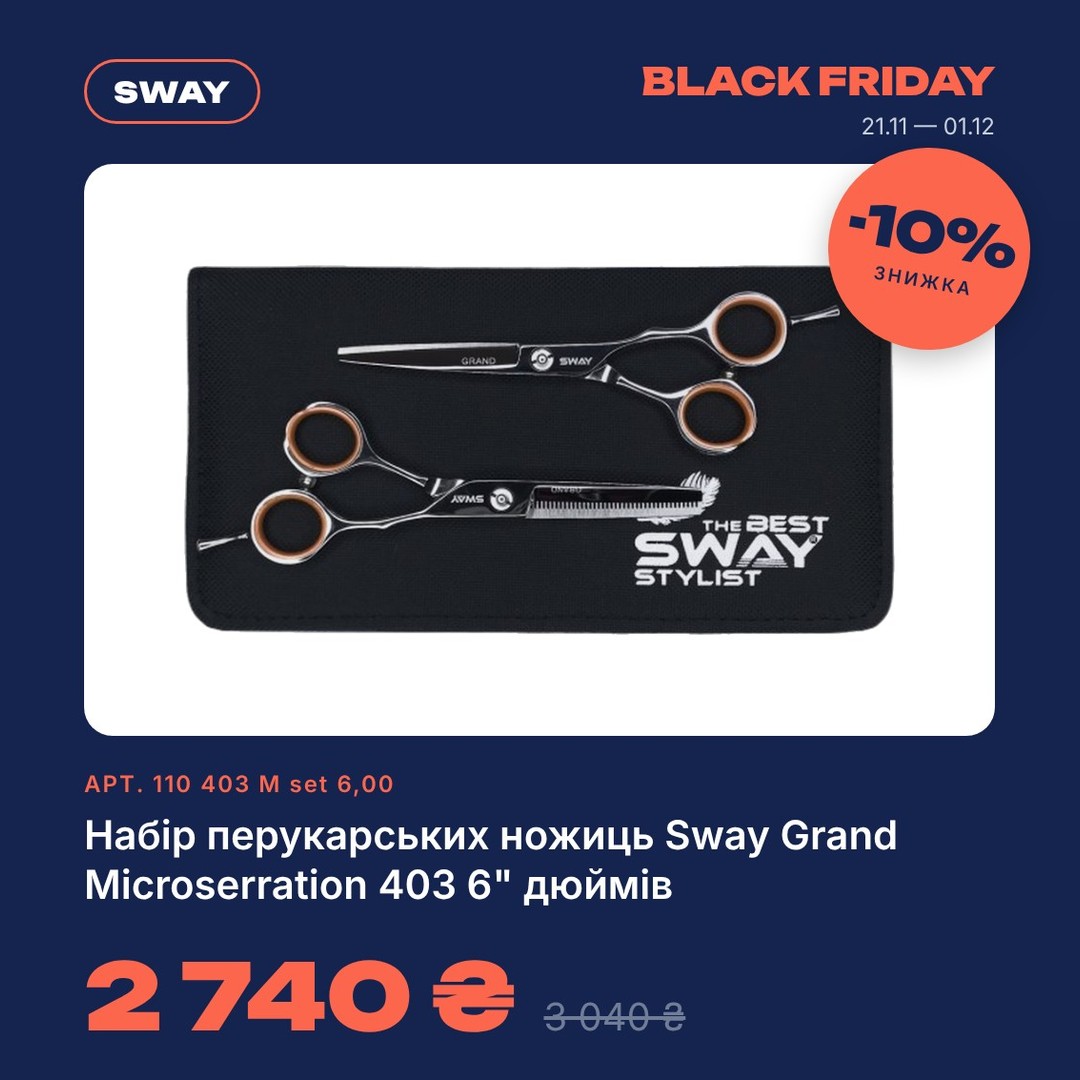 SWAY
BLACK FRIDAY
21.11 — 01.12
-10%
ЗНИЖКА
GRAND
SWAY
SWAY
GRAND
THE BEST
SWAY®
STYLIST
АРТ. 110 403 M set 6,00
Набір перукарських ножиць Sway Grand
Microserration 403 6" дюймів
2 740 ₴
3 040 ₴